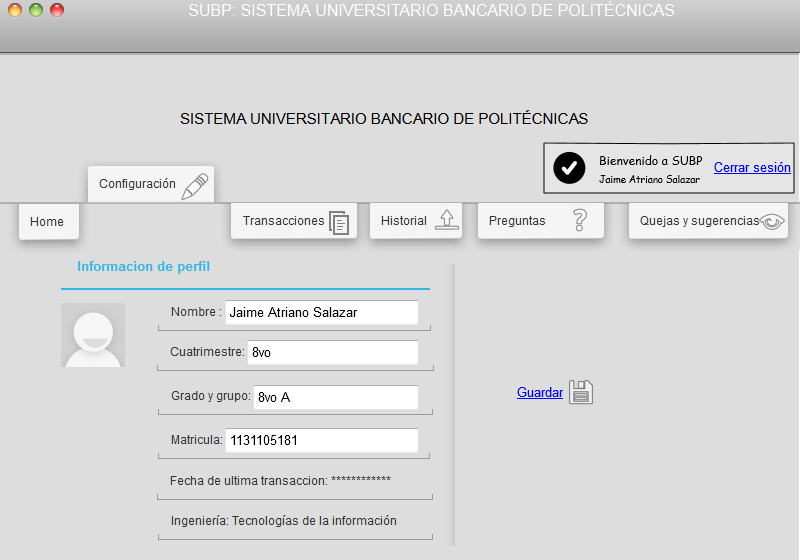 SUBP: SISTEMA UNIVERSITARIO BANCARIO DE POLITÉCNICAS
SISTEMA UNIVERSITARIO BANCARIO DE POLITÉCNICAS
Bienvenido a SUBP
Jaime Atriano Salazar
Cerrar sesión
Configuración
Home
Transacciones
Historial
Preguntas
Quejas y sugerencias
Informacion de perfil
Nombre : Jaime Atriano Salazar
Cuatrimestre: 8vo
Grado y grupo: 8vo A
Guardar
Matricula: 1131105181
Fecha de ultima transaccion: ************
Ingeniería: Tecnologías de la información